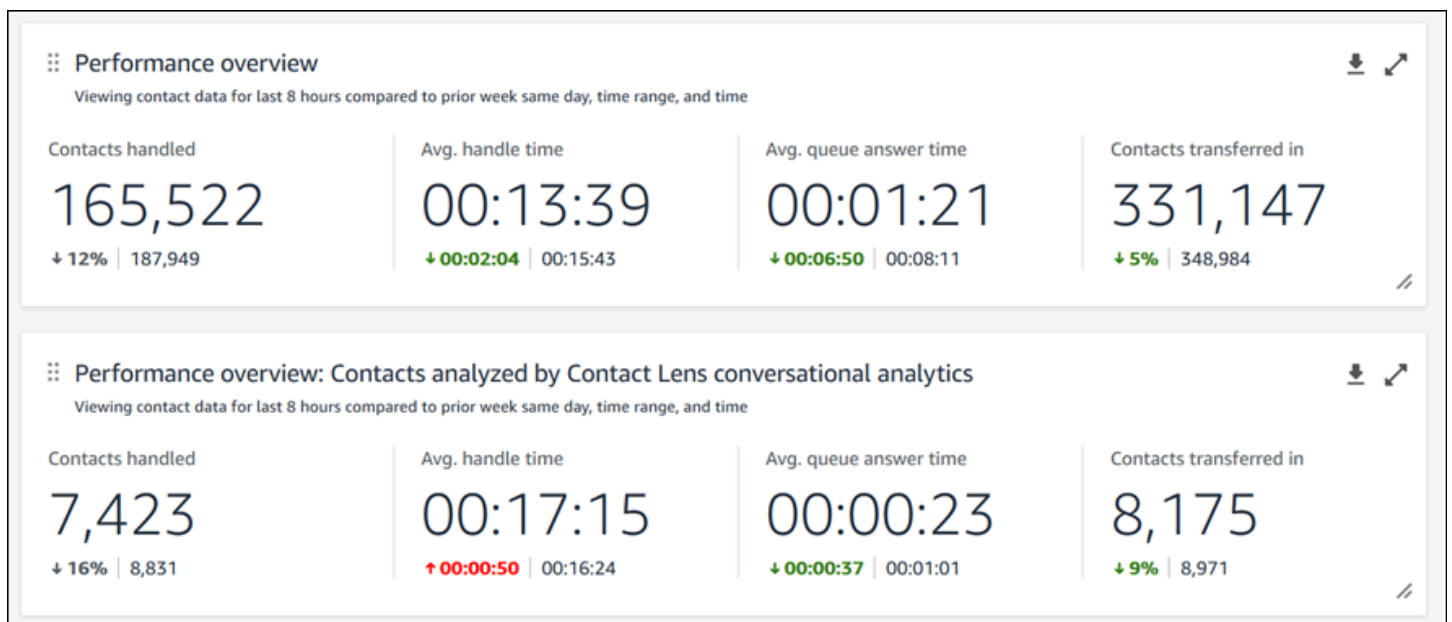 Performance overview
Viewing contact data for last 8 hours compared to prior week same day, time range, and time
Contacts handled
165,522
↓ 12% | 187,949
Avg. handle time
00:13:39
↓ 00:02:04 | 00:15:43
Avg. queue answer time
00:01:21
↓ 00:06:50 | 00:08:11
Contacts transferred in
331,147
↓ 5% | 348,984
Performance overview: Contacts analyzed by Contact Lens conversational analytics
Viewing contact data for last 8 hours compared to prior week same day, time range, and time
Contacts handled
7,423
↓ 16% | 8,831
Avg. handle time
00:17:15
↑ 00:00:50 | 00:16:24
Avg. queue answer time
00:00:23
↓ 00:00:37 | 00:01:01
Contacts transferred in
8,175
↓ 9% | 8,971